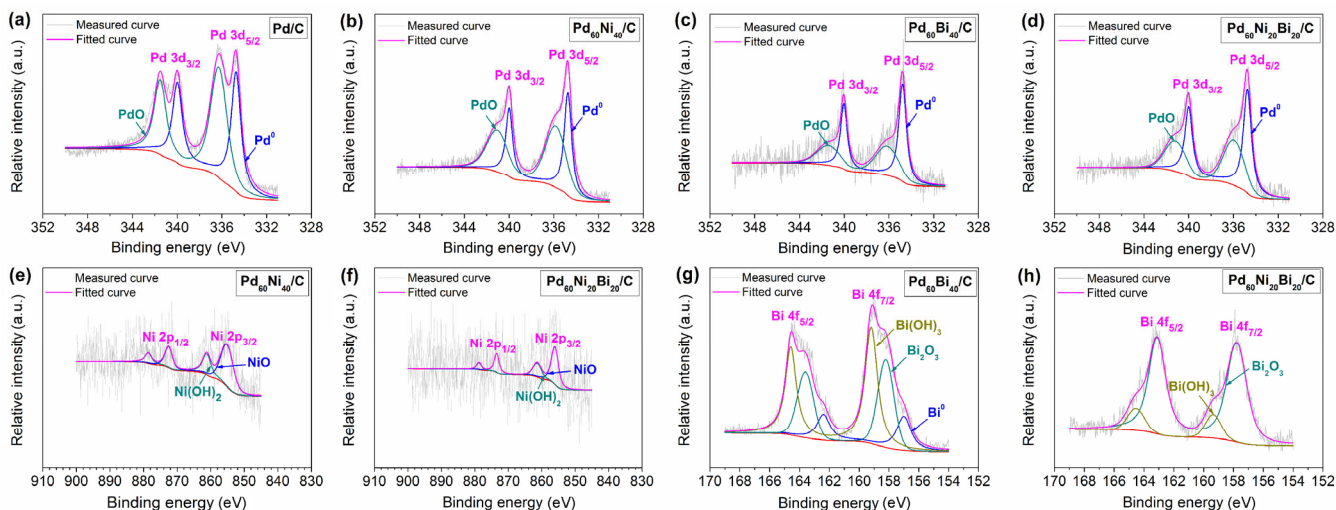 (a)
Measured curve
Fitted curve
Pd/C
Pd 3d3/2
Pd 3d5/2
PdO
Pd⁰
Relative intensity (a.u.)
352 348 344 340 336 332 328
Binding energy (eV)
(b)
Measured curve
Fitted curve
Pd₆₀Ni₄₀/C
Pd 3d3/2
Pd 3d5/2
PdO
Pd⁰
Relative intensity (a.u.)
352 348 344 340 336 332 328
Binding energy (eV)
(c)
Measured curve
Fitted curve
Pd₆₀Bi₄₀/C
Pd 3d5/2
Pd 3d3/2
PdO
Pd⁰
Relative intensity (a.u.)
352 348 344 340 336 332 328
Binding energy (eV)
(d)
Measured curve
Fitted curve
Pd₆₀Ni₂₀Bi₂₀/C
Pd 3d5/2
Pd 3d3/2
PdO
Pd⁰
Relative intensity (a.u.)
352 348 344 340 336 332 328
Binding energy (eV)
(e)
Measured curve
Fitted curve
Pd₆₀Ni₄₀/C
Ni 2p1/2
Ni 2p3/2
NiO
Ni(OH)₂
Relative intensity (a.u.)
910 900 890 880 870 860 850 840 830
Binding energy (eV)
(f)
Measured curve
Fitted curve
Pd₆₀Ni₂₀Bi₂₀/C
Ni 2p1/2
Ni 2p3/2
NiO
Ni(OH)₂
Relative intensity (a.u.)
910 900 890 880 870 860 850 840 830
Binding energy (eV)
(g)
Measured curve
Fitted curve
Pd₆₀Bi₄₀/C
Bi 4f7/2
Bi 4f5/2
Bi(OH)₃
Bi₂O₃
Bi⁰
Relative intensity (a.u.)
170 168 166 164 162 160 158 156 154 152
Binding energy (eV)
(h)
Measured curve
Fitted curve
Pd₆₀Ni₂₀Bi₂₀/C
Bi 4f5/2
Bi 4f7/2
Bi(OH)₃
Bi₂O₃
Relative intensity (a.u.)
170 168 166 164 162 160 158 156 154 152
Binding energy (eV)